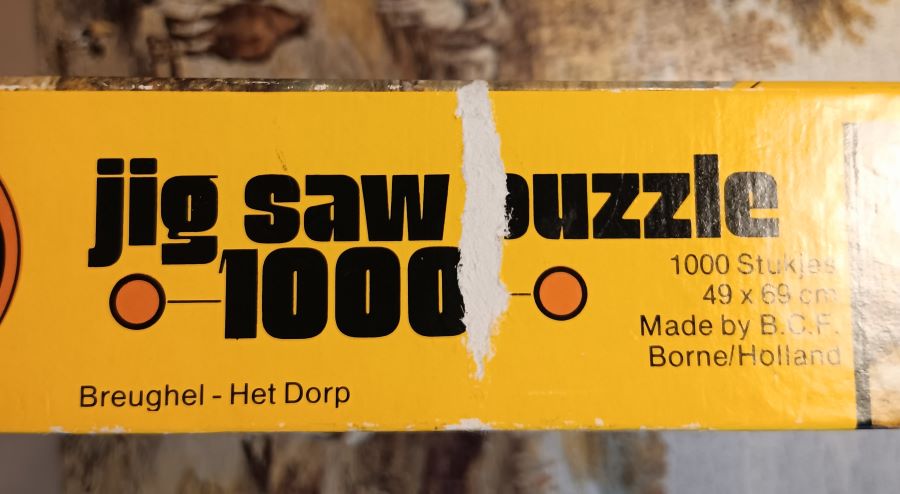 jig saw puzzle
1000
1000 Stukjes
49 x 69 cm
Made by B.C.F.
Borne/Holland
Breughel - Het Dorp